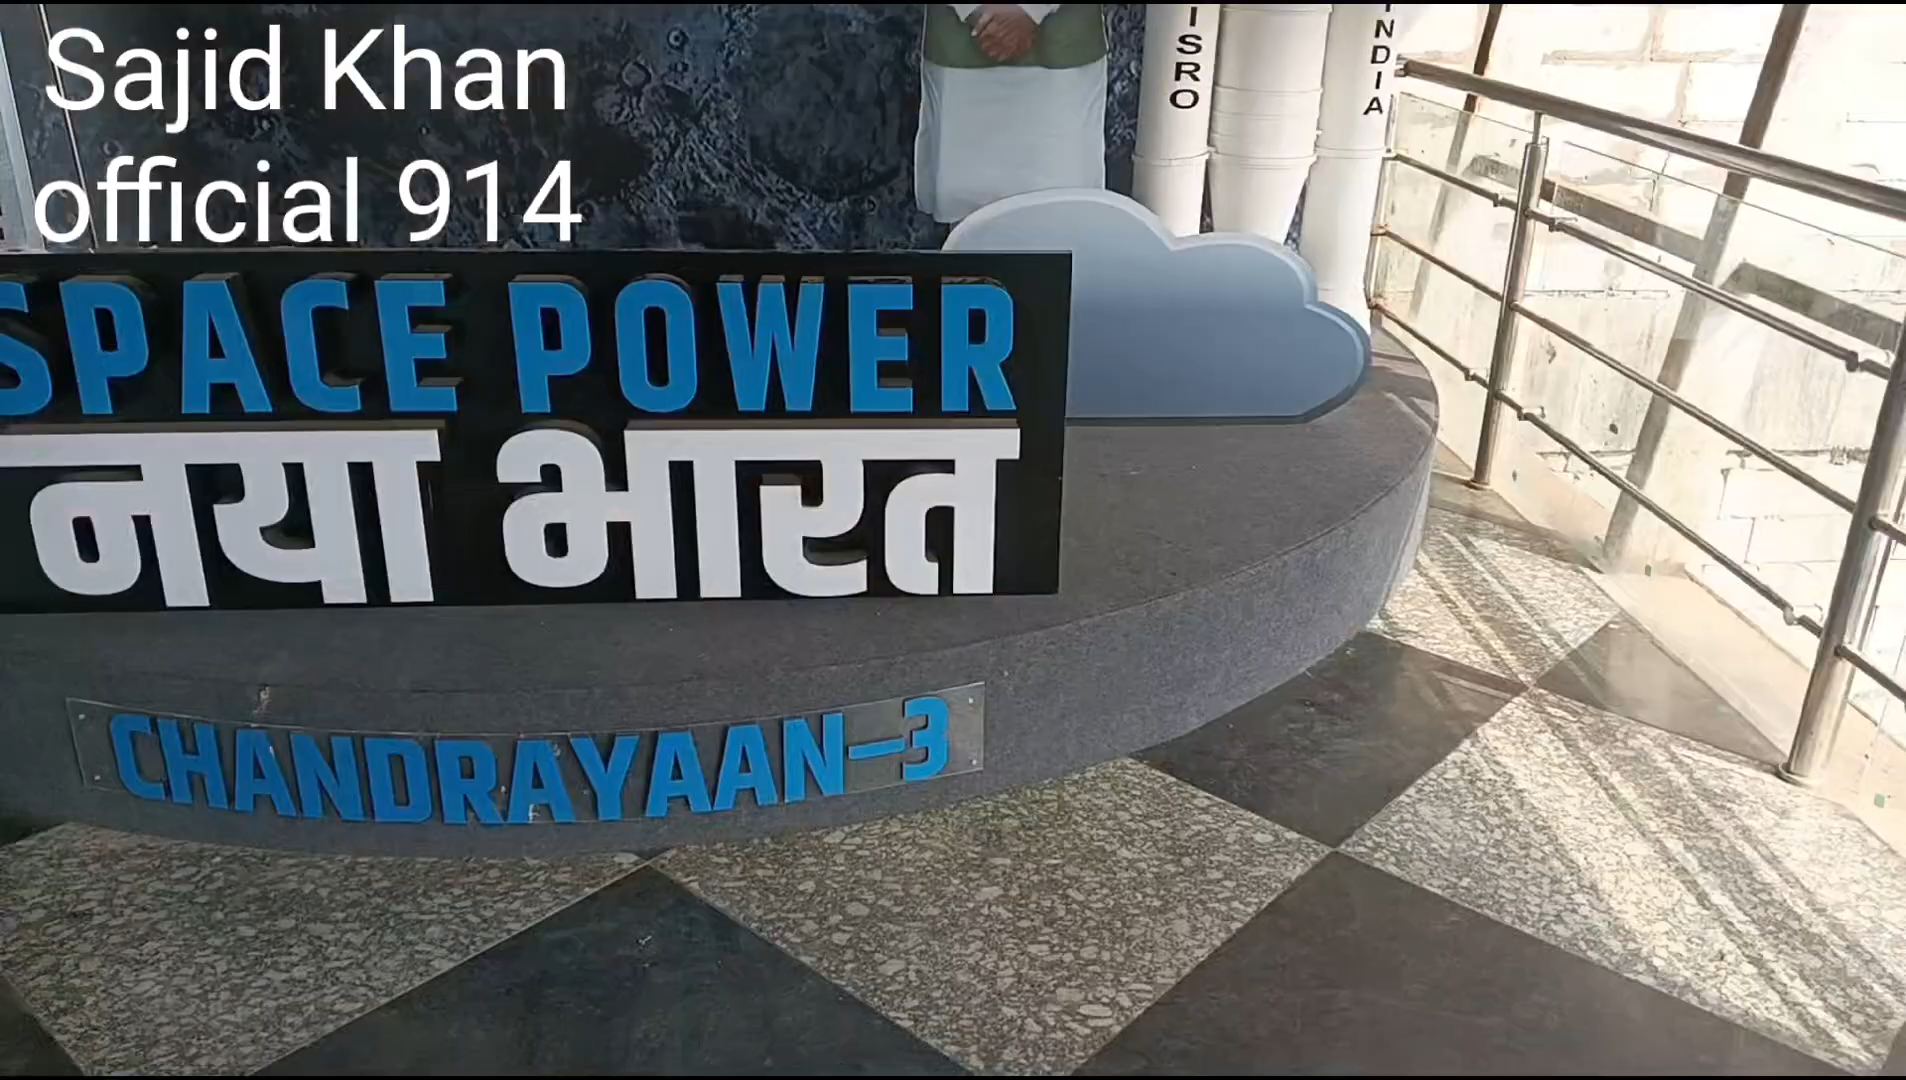 Sajid Khan
official 914
ISRO
INDIA
SPACE POWER
नया भारत
CHANDRAYAAN-3